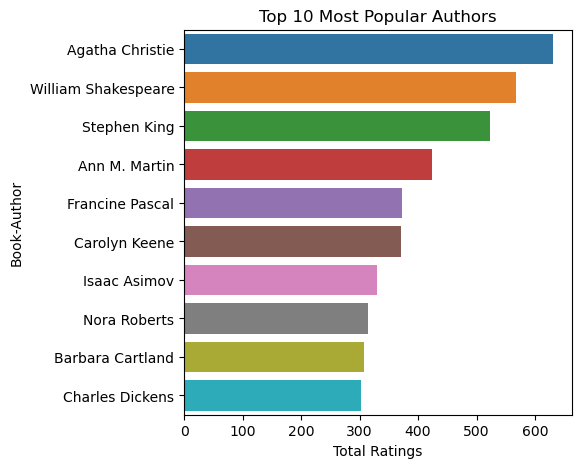 Top 10 Most Popular Authors
Book-Author
Agatha Christie
William Shakespeare
Stephen King
Ann M. Martin
Francine Pascal
Carolyn Keene
Isaac Asimov
Nora Roberts
Barbara Cartland
Charles Dickens
0 100 200 300 400 500 600
Total Ratings